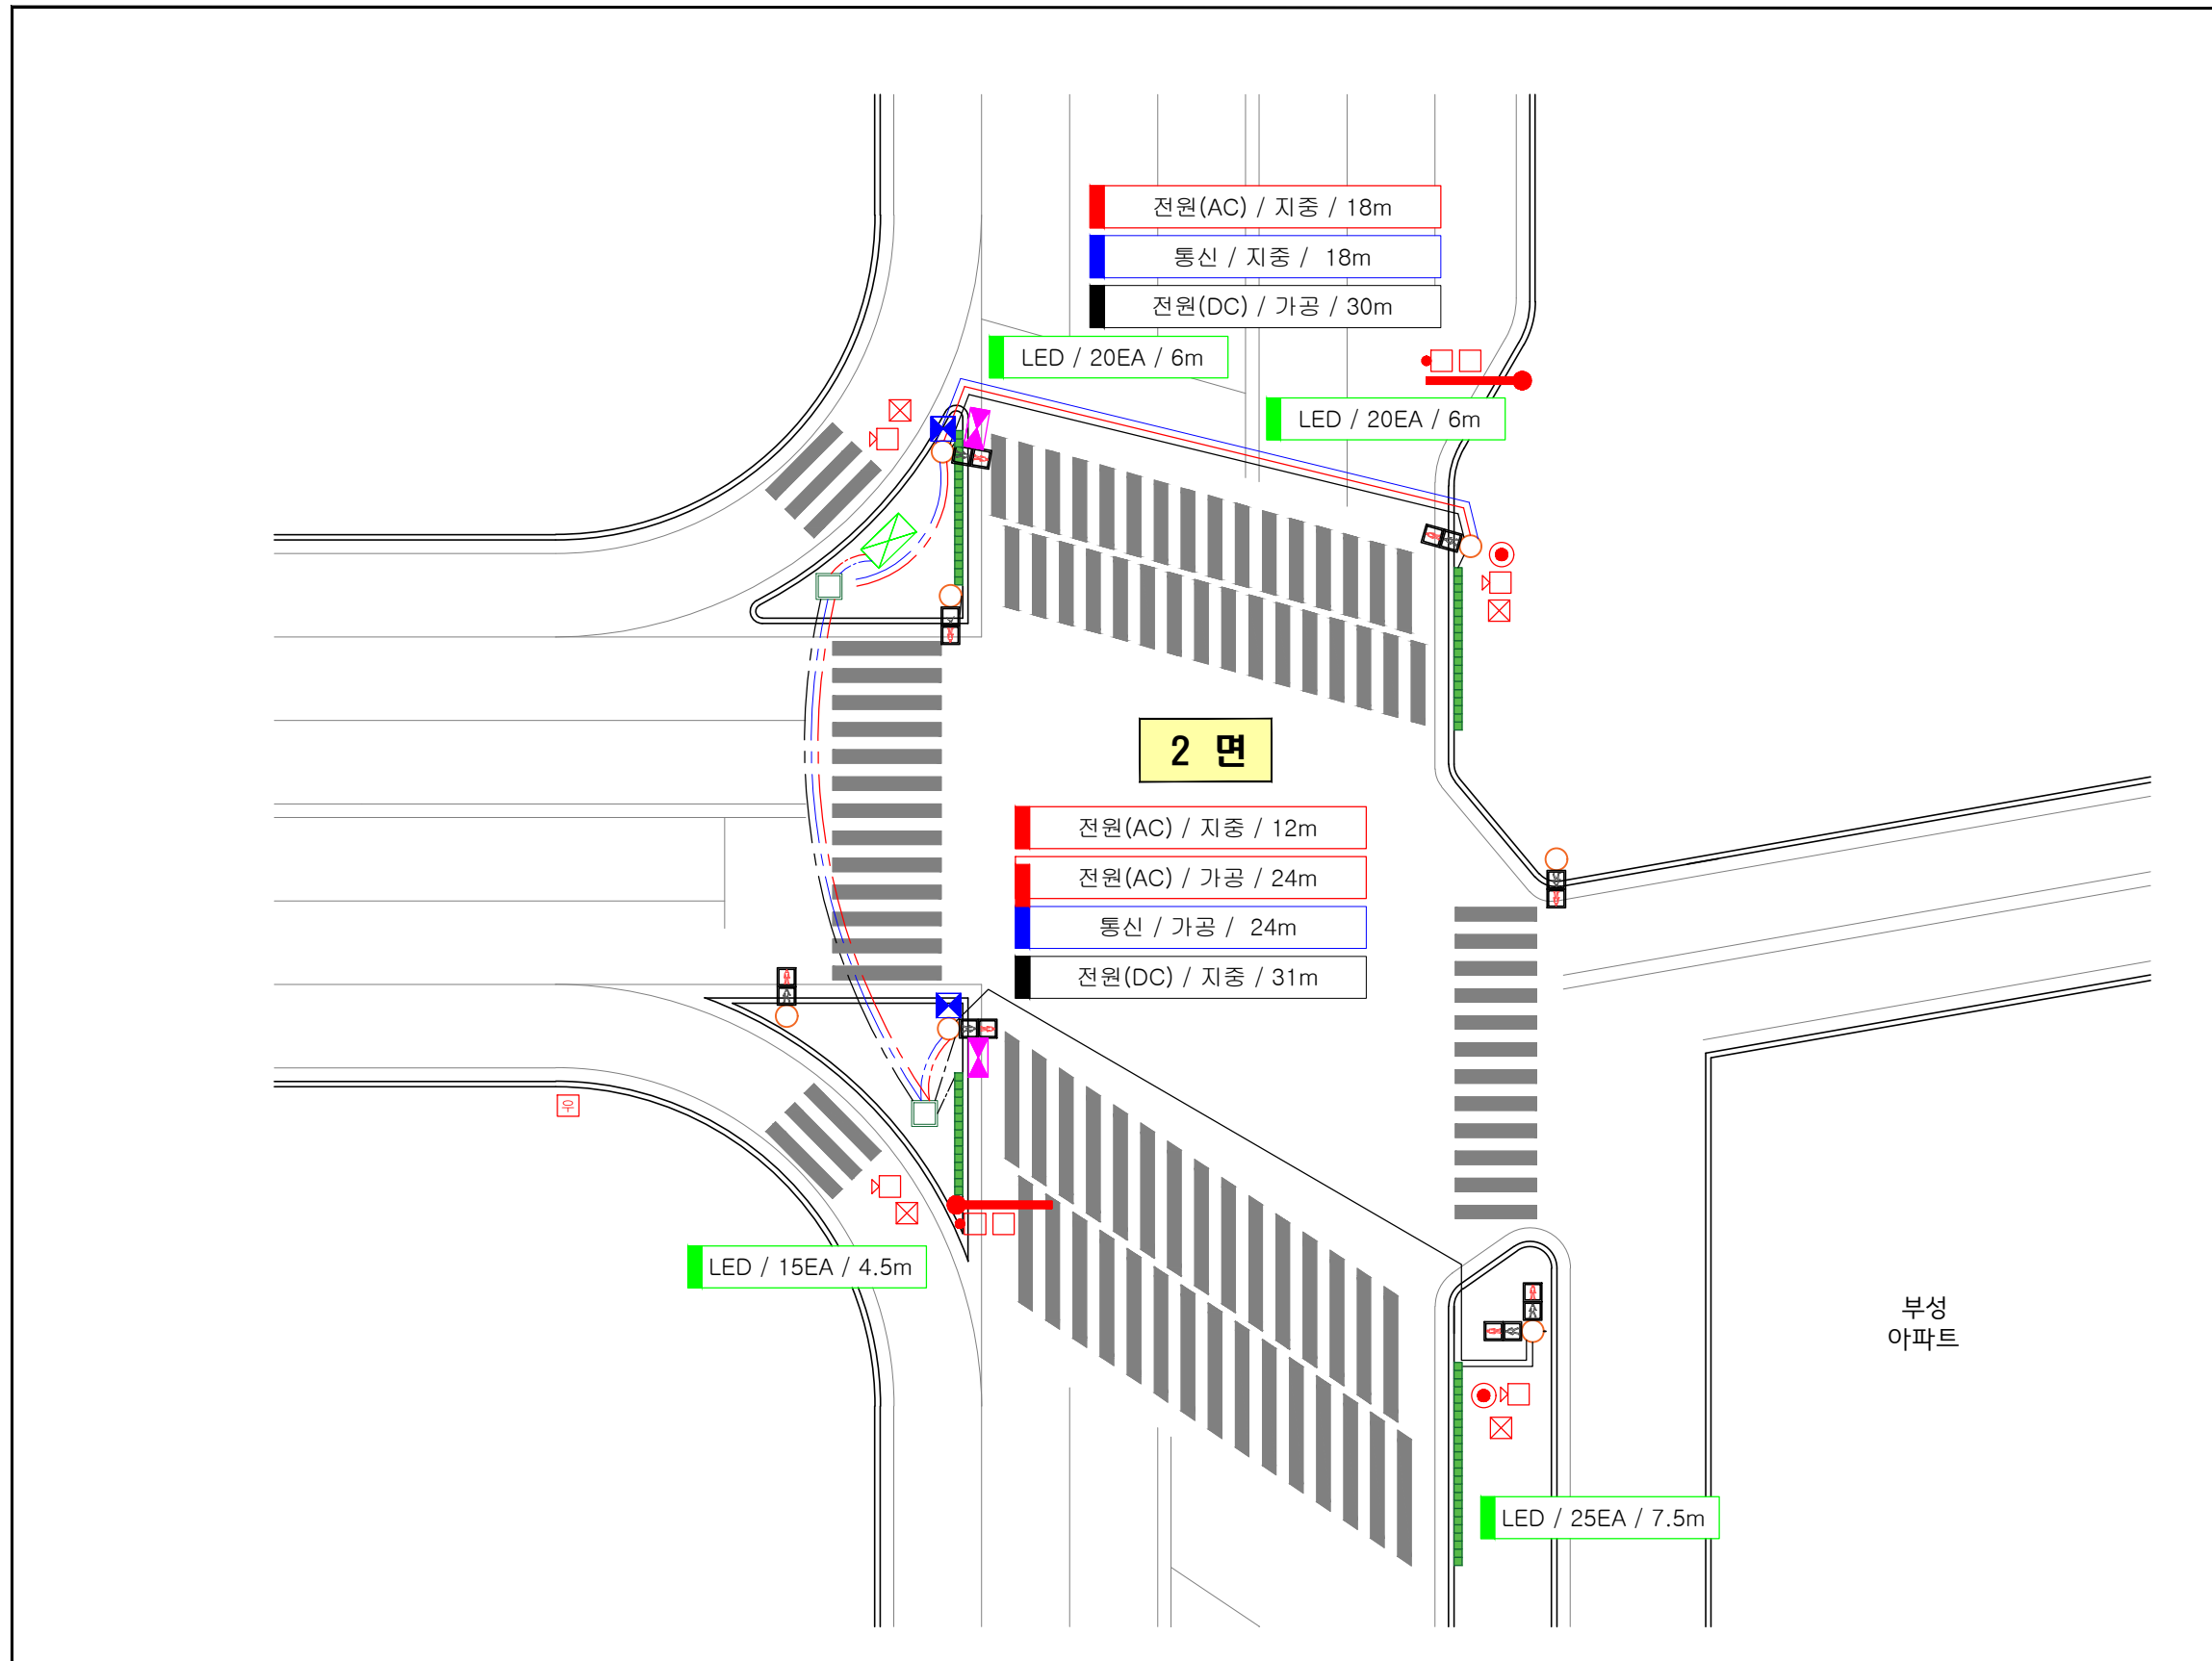 전원(AC) / 지중 / 18m
통신 / 지중 / 18m
전원(DC) / 가공 / 30m
LED / 20EA / 6m
LED / 20EA / 6m
2 면
전원(AC) / 지중 / 12m
전원(AC) / 가공 / 24m
통신 / 가공 / 24m
전원(DC) / 지중 / 31m
우
LED / 15EA / 4.5m
부성
아파트
LED / 25EA / 7.5m